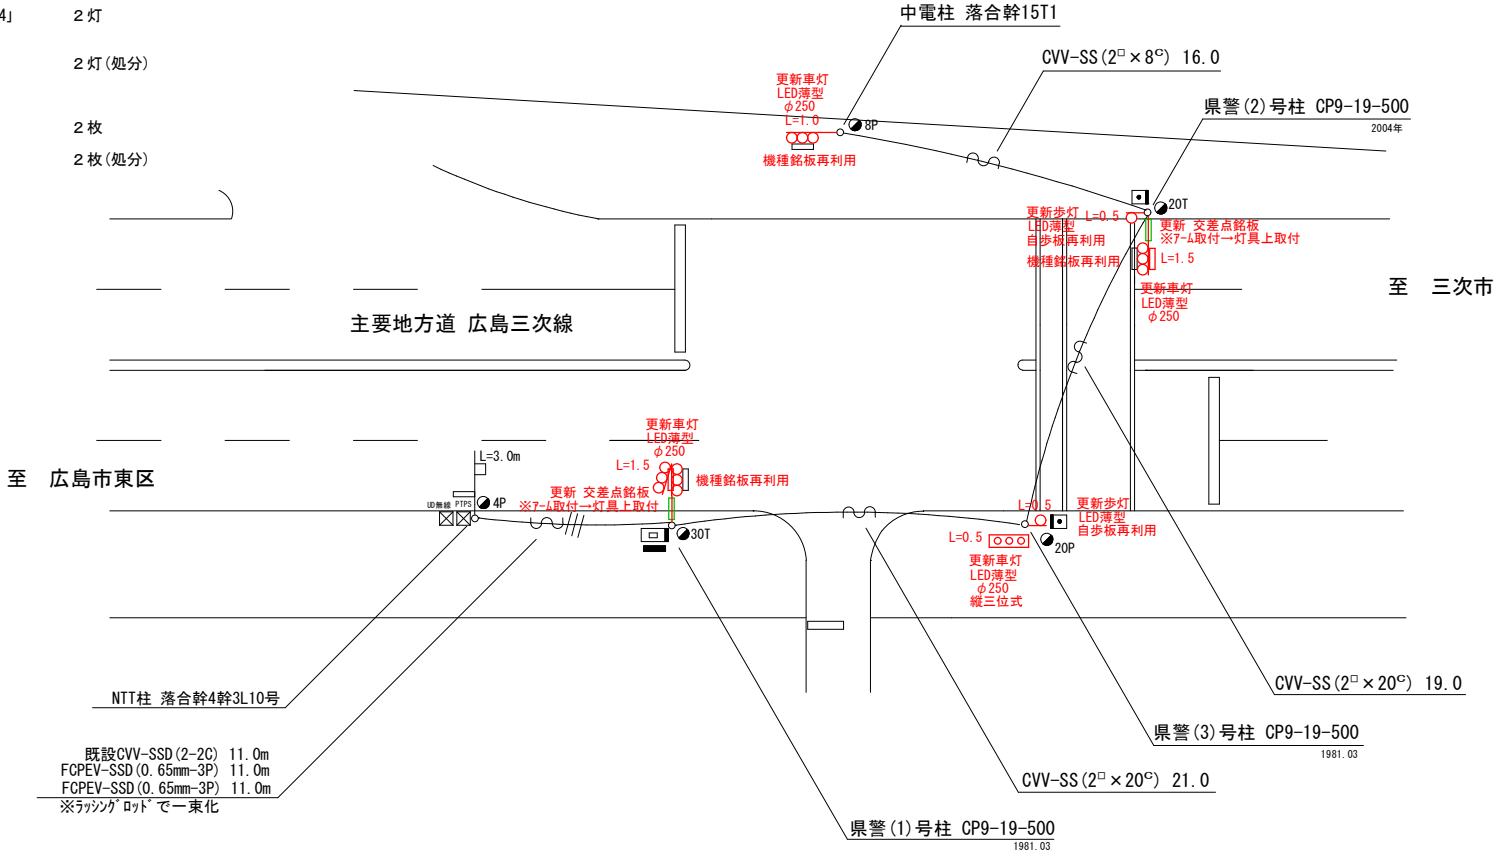 4」 2灯
2灯(処分)
2枚
2枚(処分)
中電柱 落合幹15T1
CVV-SS(2□×8C) 16.0
県警(2)号柱 CP9-19-500
2004年
更新車灯
LED薄型
φ250
L=1.0
8P
機種銘板再利用
20T
更新歩灯 L=0.5
LED薄型
自歩板再利用
更新 交差点銘板
※アーム取付→灯具上取付
機種銘板再利用
L=1.5
更新車灯
LED薄型
φ250
至 三次市
主要地方道 広島三次線
至 広島市東区
L=3.0m
UD無線 PTPS
4P
更新車灯
LED薄型
φ250
L=1.5
機種銘板再利用
更新 交差点銘板
※アーム取付→灯具上取付
30T
L=0.5
更新歩灯
LED薄型
自歩板再利用
L=0.5
20P
更新車灯
LED薄型
φ250
縦三位式
NTT柱 落合幹4幹3L10号
既設CVV-SSD(2-2C) 11.0m
FCPEV-SSD(0.65mm-3P) 11.0m
FCPEV-SSD(0.65mm-3P) 11.0m
※ラッシングロッドで一束化
CVV-SS(2□×20C) 19.0
県警(3)号柱 CP9-19-500
1981.03
CVV-SS(2□×20C) 21.0
県警(1)号柱 CP9-19-500
1981.03